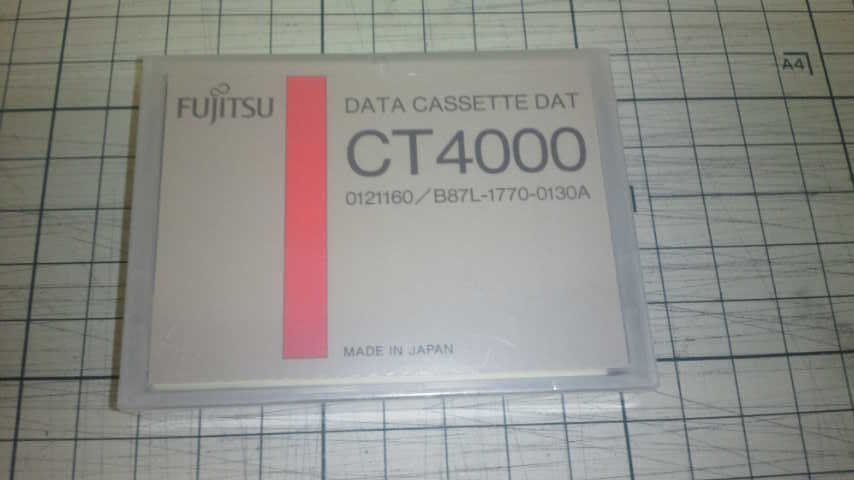 FUJITSU
DATA CASSETTE DAT
CT4000
0121160/B87L-1770-0130A
MADE IN JAPAN
A4